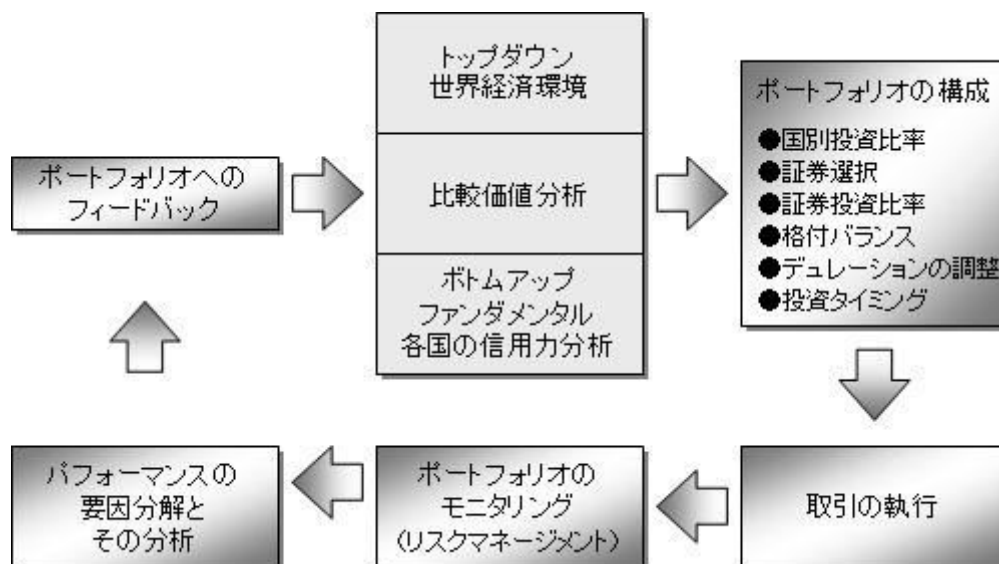 トップダウン
世界経済環境
比較価値分析
ボトムアップ
ファンダメンタル
各国の信用力分析
ポートフォリオの構成
●国別投資比率
●証券選択
●証券投資比率
●格付バランス
●デュレーションの調整
●投資タイミング
取引の執行
ポートフォリオの
モニタリング
(リスクマネージメント)
パフォーマンスの
要因分解と
その分析
ポートフォリオへの
フィードバック